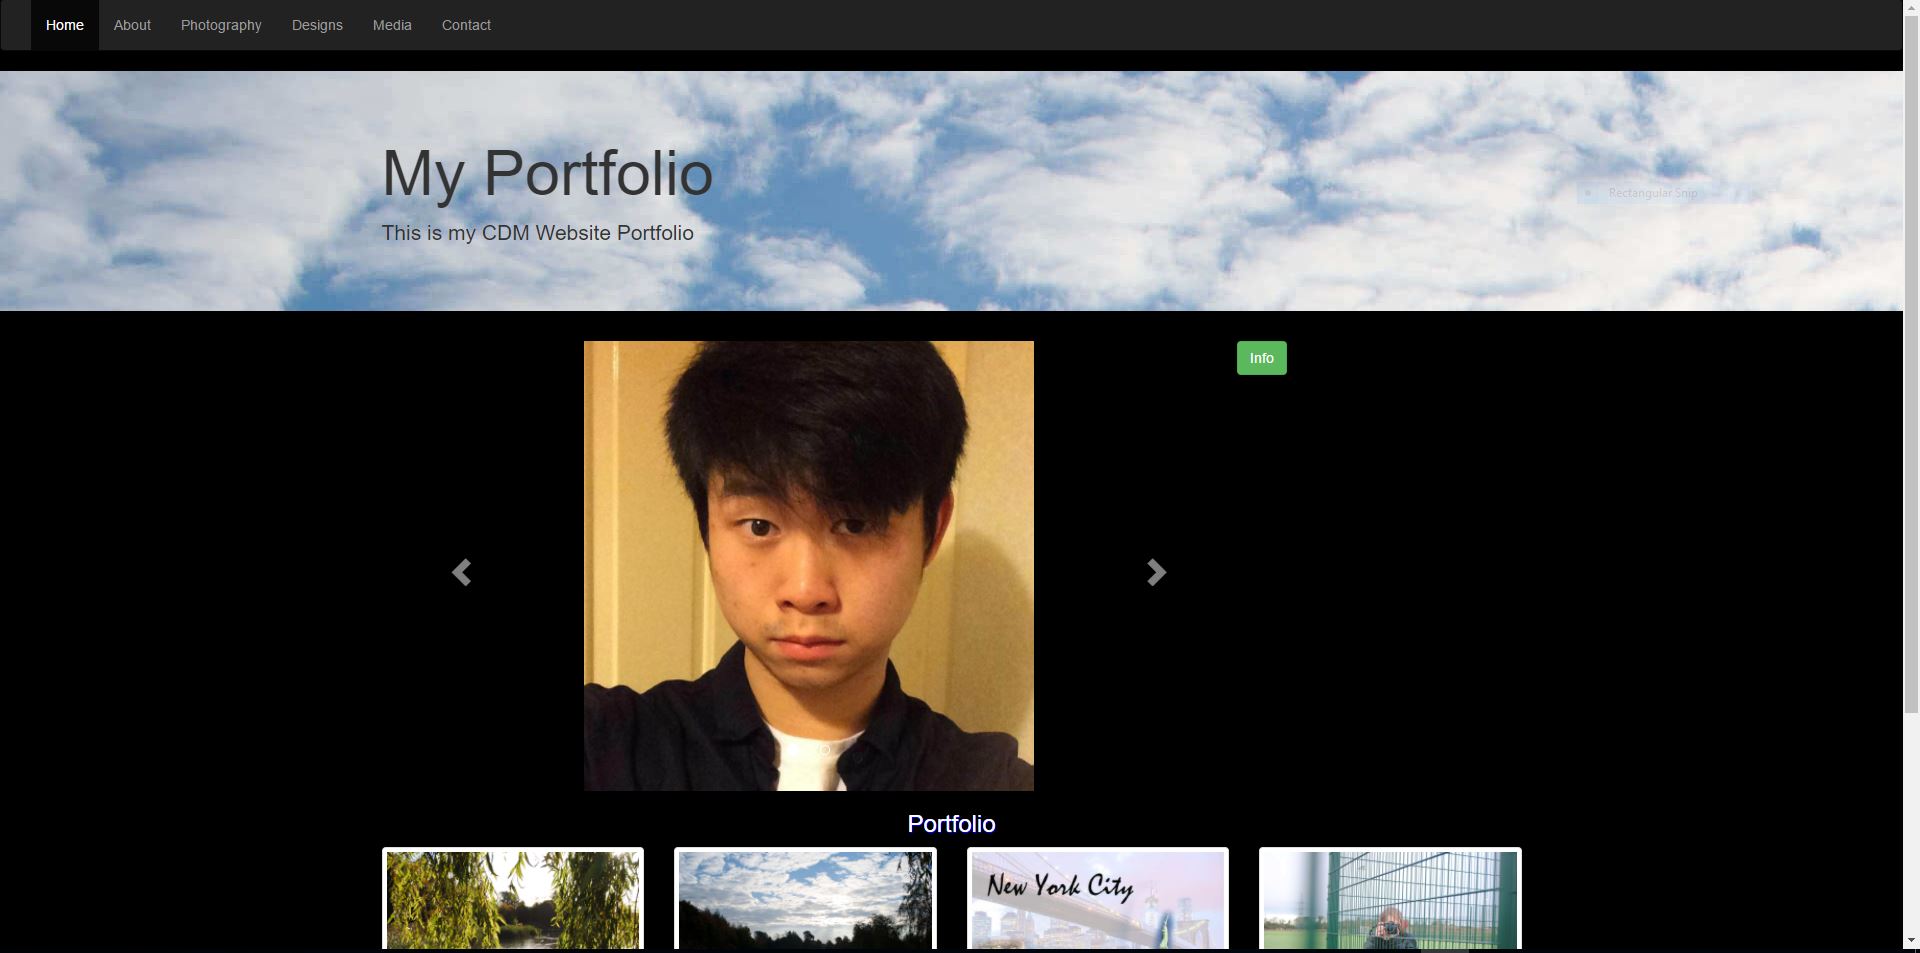 Home About Photography Designs Media Contact
My Portfolio
This is my CDM Website Portfolio
Rectangular Snip
Info
Portfolio
New York City